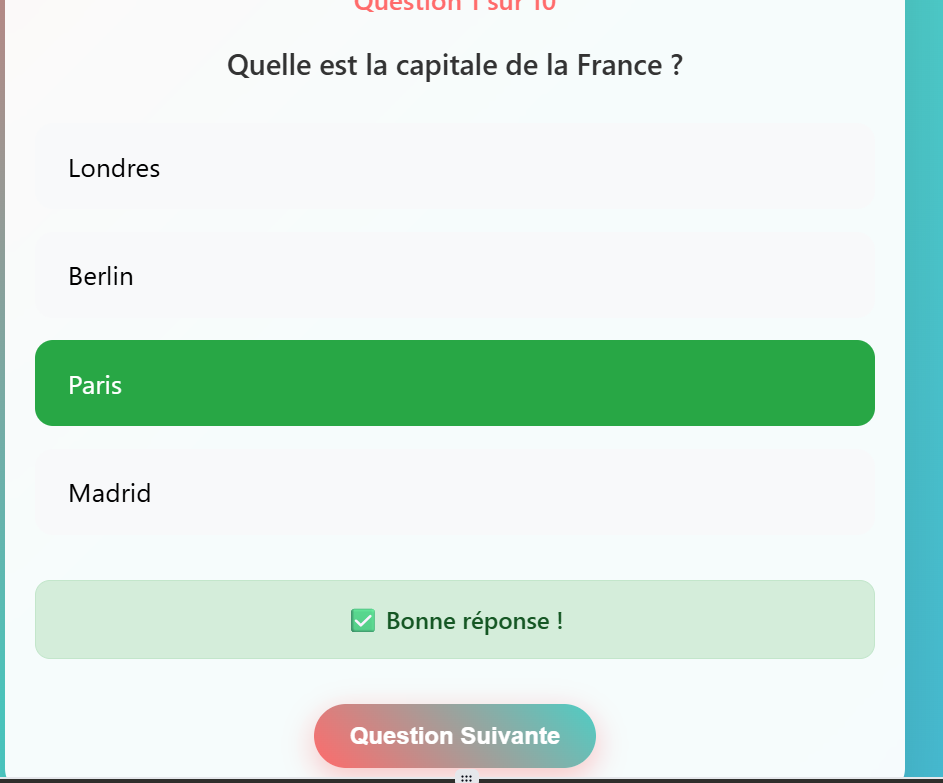 Question 1 sur 10
Quelle est la capitale de la France ?
Londres
Berlin
Paris
Madrid
✅ Bonne réponse !
Question Suivante